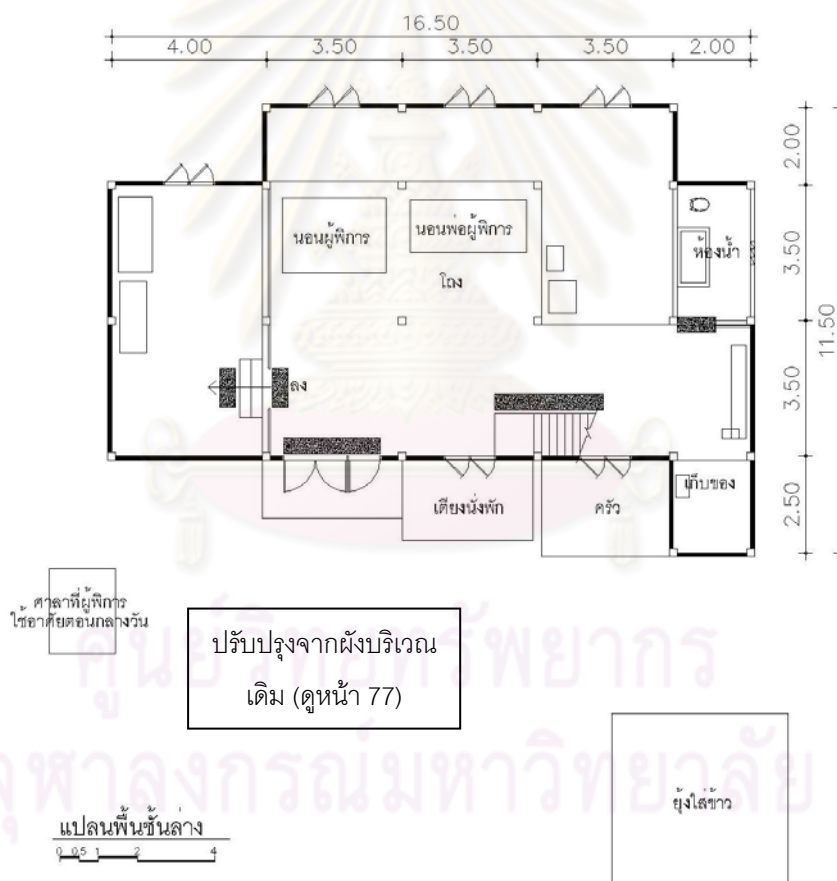 16.50
4.00 3.50 3.50 3.50 2.00
2.00
3.50
3.50
2.50
11.50
นอนผู้พิการ
นอนพ่อผู้พิการ
โถง
ห้องน้ำ
ลง
เตียงนั่งพัก
ครัว
เก็บของ
ศาลาที่ผู้พิการ
ใช้อาศัยตอนกลางวัน
ปรับปรุงจากผังบริเวณ
เดิม (ดูหน้า 77)
ศูนย์วิทยทรัพยากร
จุฬาลงกรณ์มหาวิทยาลัย
ยุ้งใส่ข้าว
แปลนพื้นชั้นล่าง
0 0.5 1 2 4